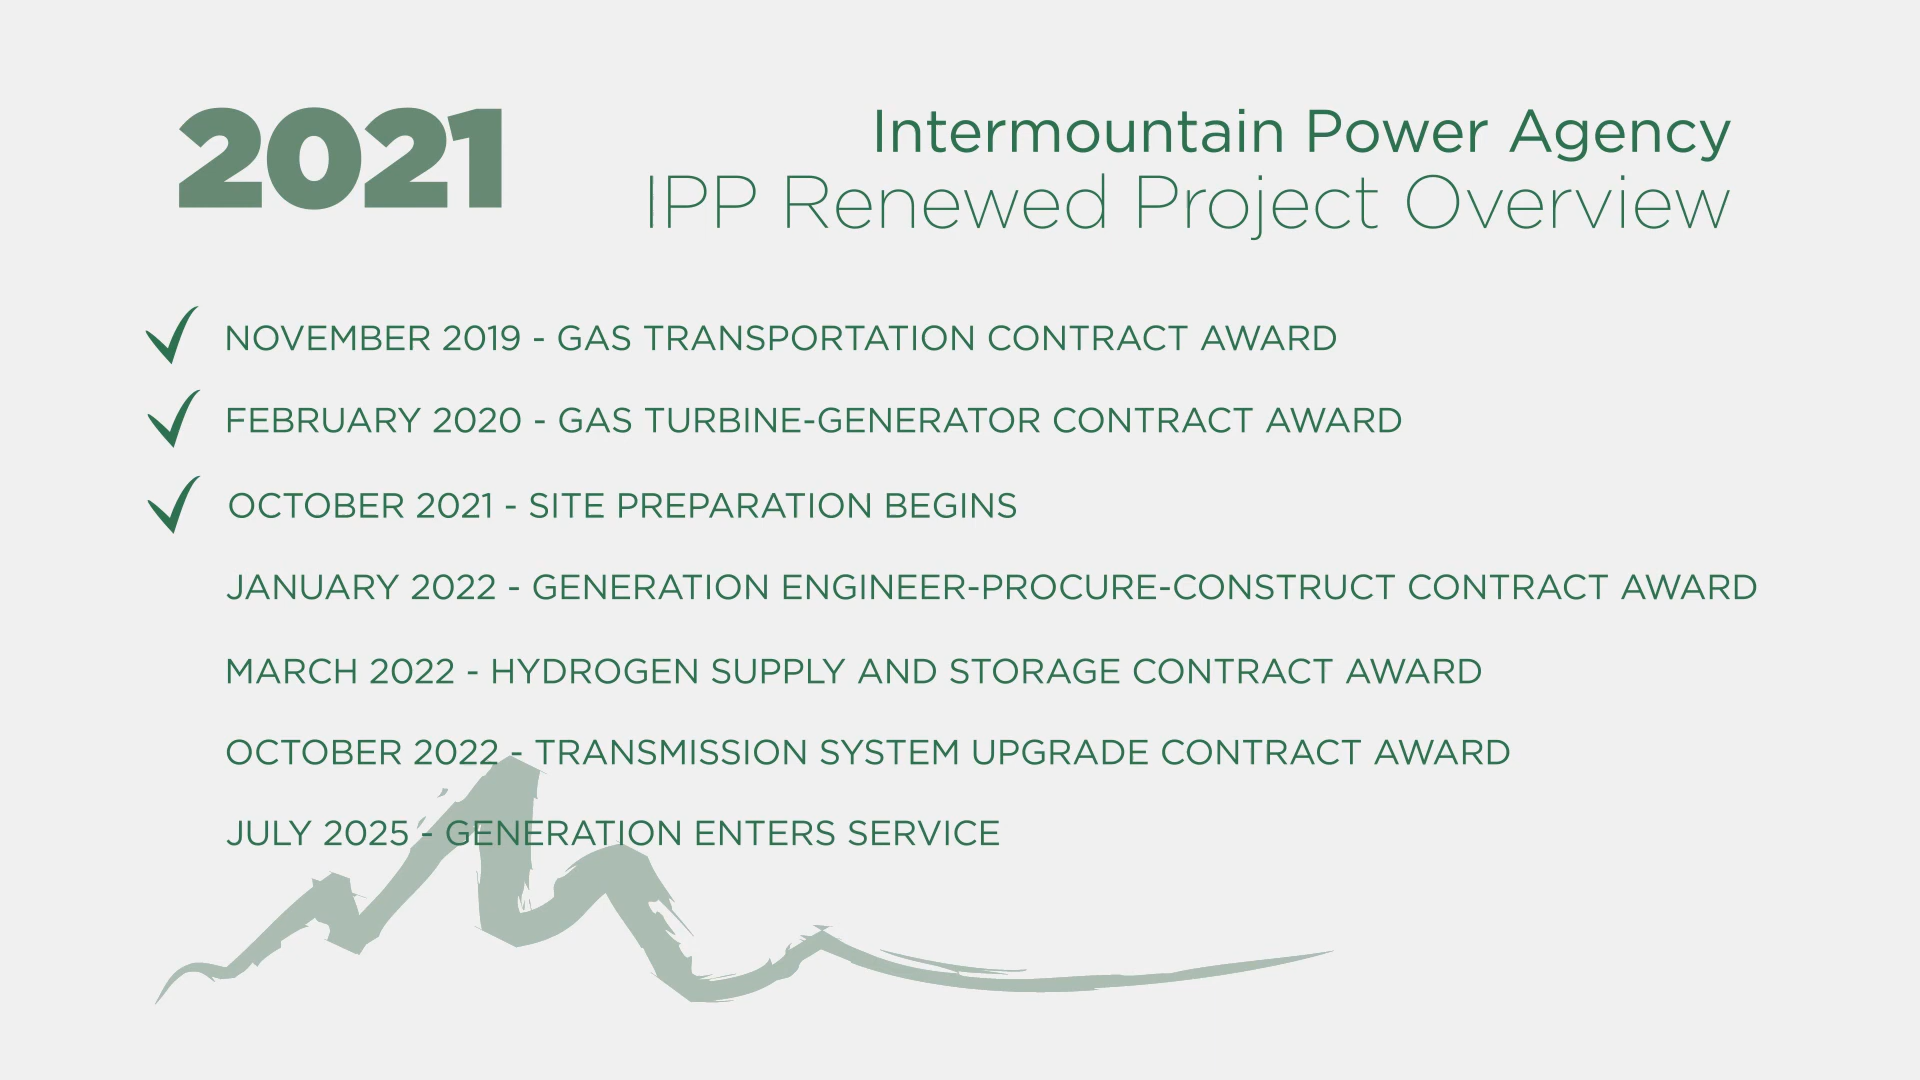 2021
Intermountain Power Agency
IPP Renewed Project Overview
NOVEMBER 2019 - GAS TRANSPORTATION CONTRACT AWARD
FEBRUARY 2020 - GAS TURBINE-GENERATOR CONTRACT AWARD
OCTOBER 2021 - SITE PREPARATION BEGINS
JANUARY 2022 - GENERATION ENGINEER-PROCURE-CONSTRUCT CONTRACT AWARD
MARCH 2022 - HYDROGEN SUPPLY AND STORAGE CONTRACT AWARD
OCTOBER 2022 - TRANSMISSION SYSTEM UPGRADE CONTRACT AWARD
JULY 2025 - GENERATION ENTERS SERVICE